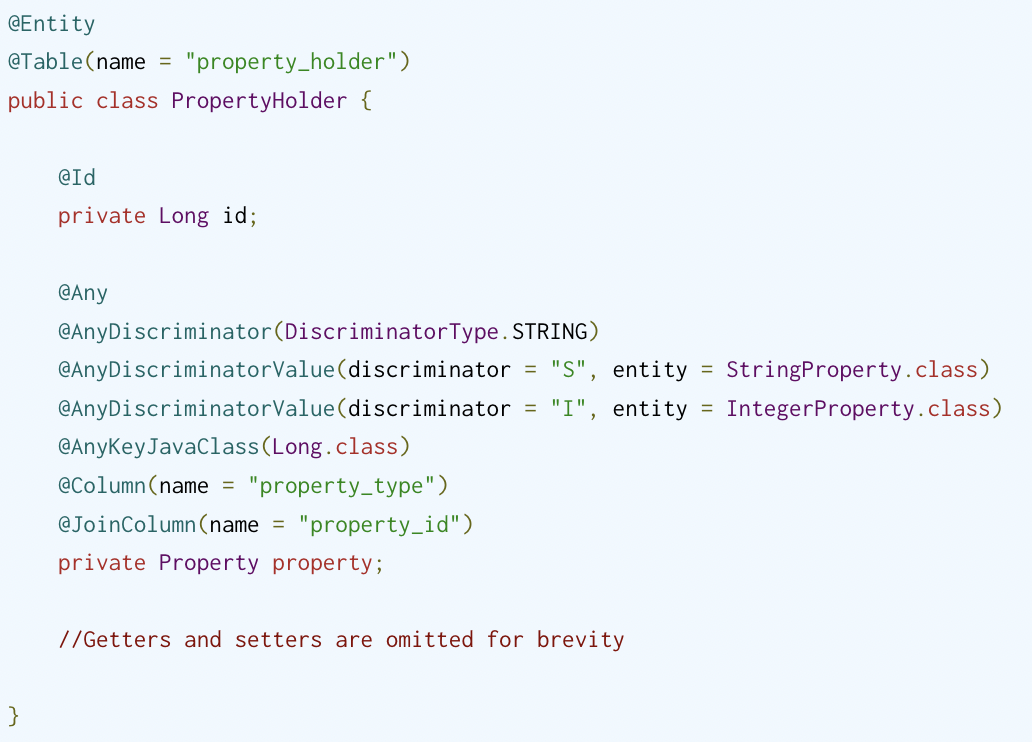 @Entity
@Table(name = "property_holder")
public class PropertyHolder {
@Id
private Long id;
@Any
@AnyDiscriminator(DiscriminatorType.STRING)
@AnyDiscriminatorValue(discriminator = "S", entity = StringProperty.class)
@AnyDiscriminatorValue(discriminator = "I", entity = IntegerProperty.class)
@AnyKeyJavaClass(Long.class)
@Column(name = "property_type")
@JoinColumn(name = "property_id")
private Property property;
//Getters and setters are omitted for brevity
}